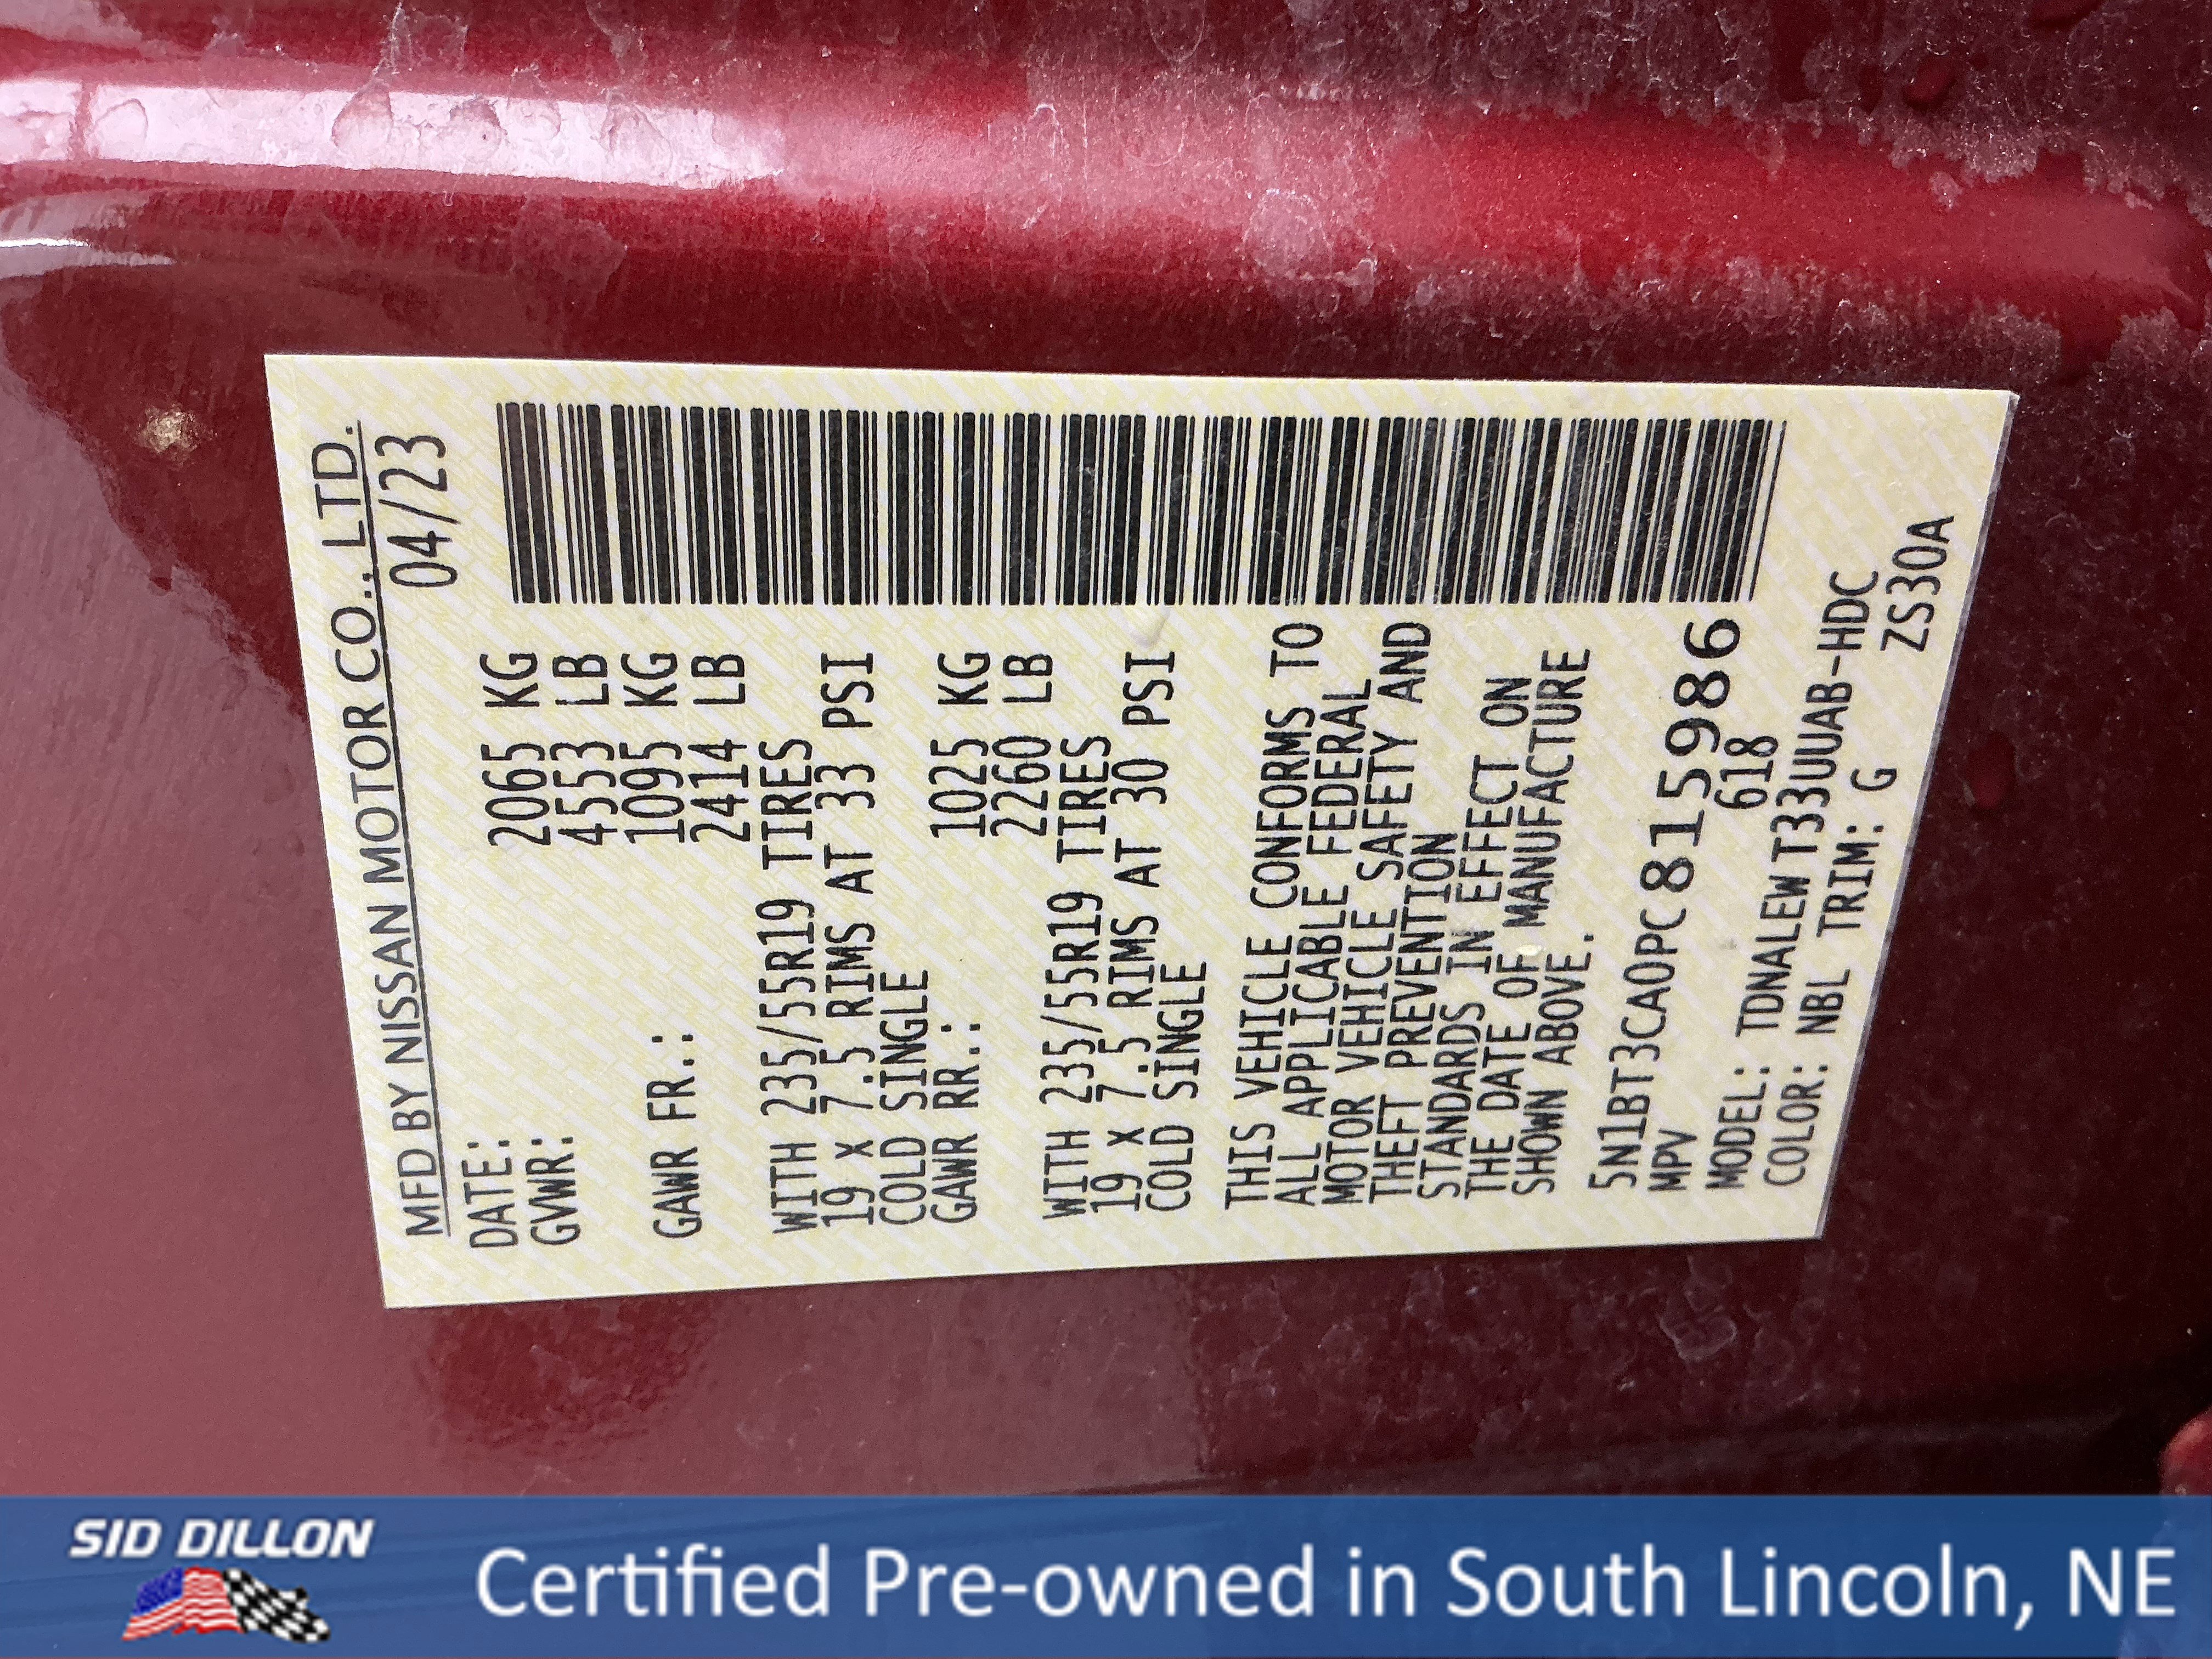 MFD BY NISSAN MOTOR CO., LTD.
DATE: 04/23
GVWR: 2065 KG
4553 LB
GAWR FR.: 1095 KG
2414 LB
WITH 235/55R19 TIRES
19 X 7.5 RIMS AT 33 PSI
COLD SINGLE
GAWR RR.: 1025 KG
2260 LB
WITH 235/55R19 TIRES
19 X 7.5 RIMS AT 30 PSI
COLD SINGLE
THIS VEHICLE CONFORMS TO
ALL APPLICABLE FEDERAL
MOTOR VEHICLE SAFETY AND
THEFT PREVENTION
STANDARDS IN EFFECT ON
THE DATE OF MANUFACTURE
SHOWN ABOVE.
5N1BT3CA0PC815986
MPV 618
MODEL: TDNALEWT33UUAB-HDC
COLOR: NBL TRIM: G ZS30A
SID DILLON
Certified Pre-owned in South Lincoln, NE